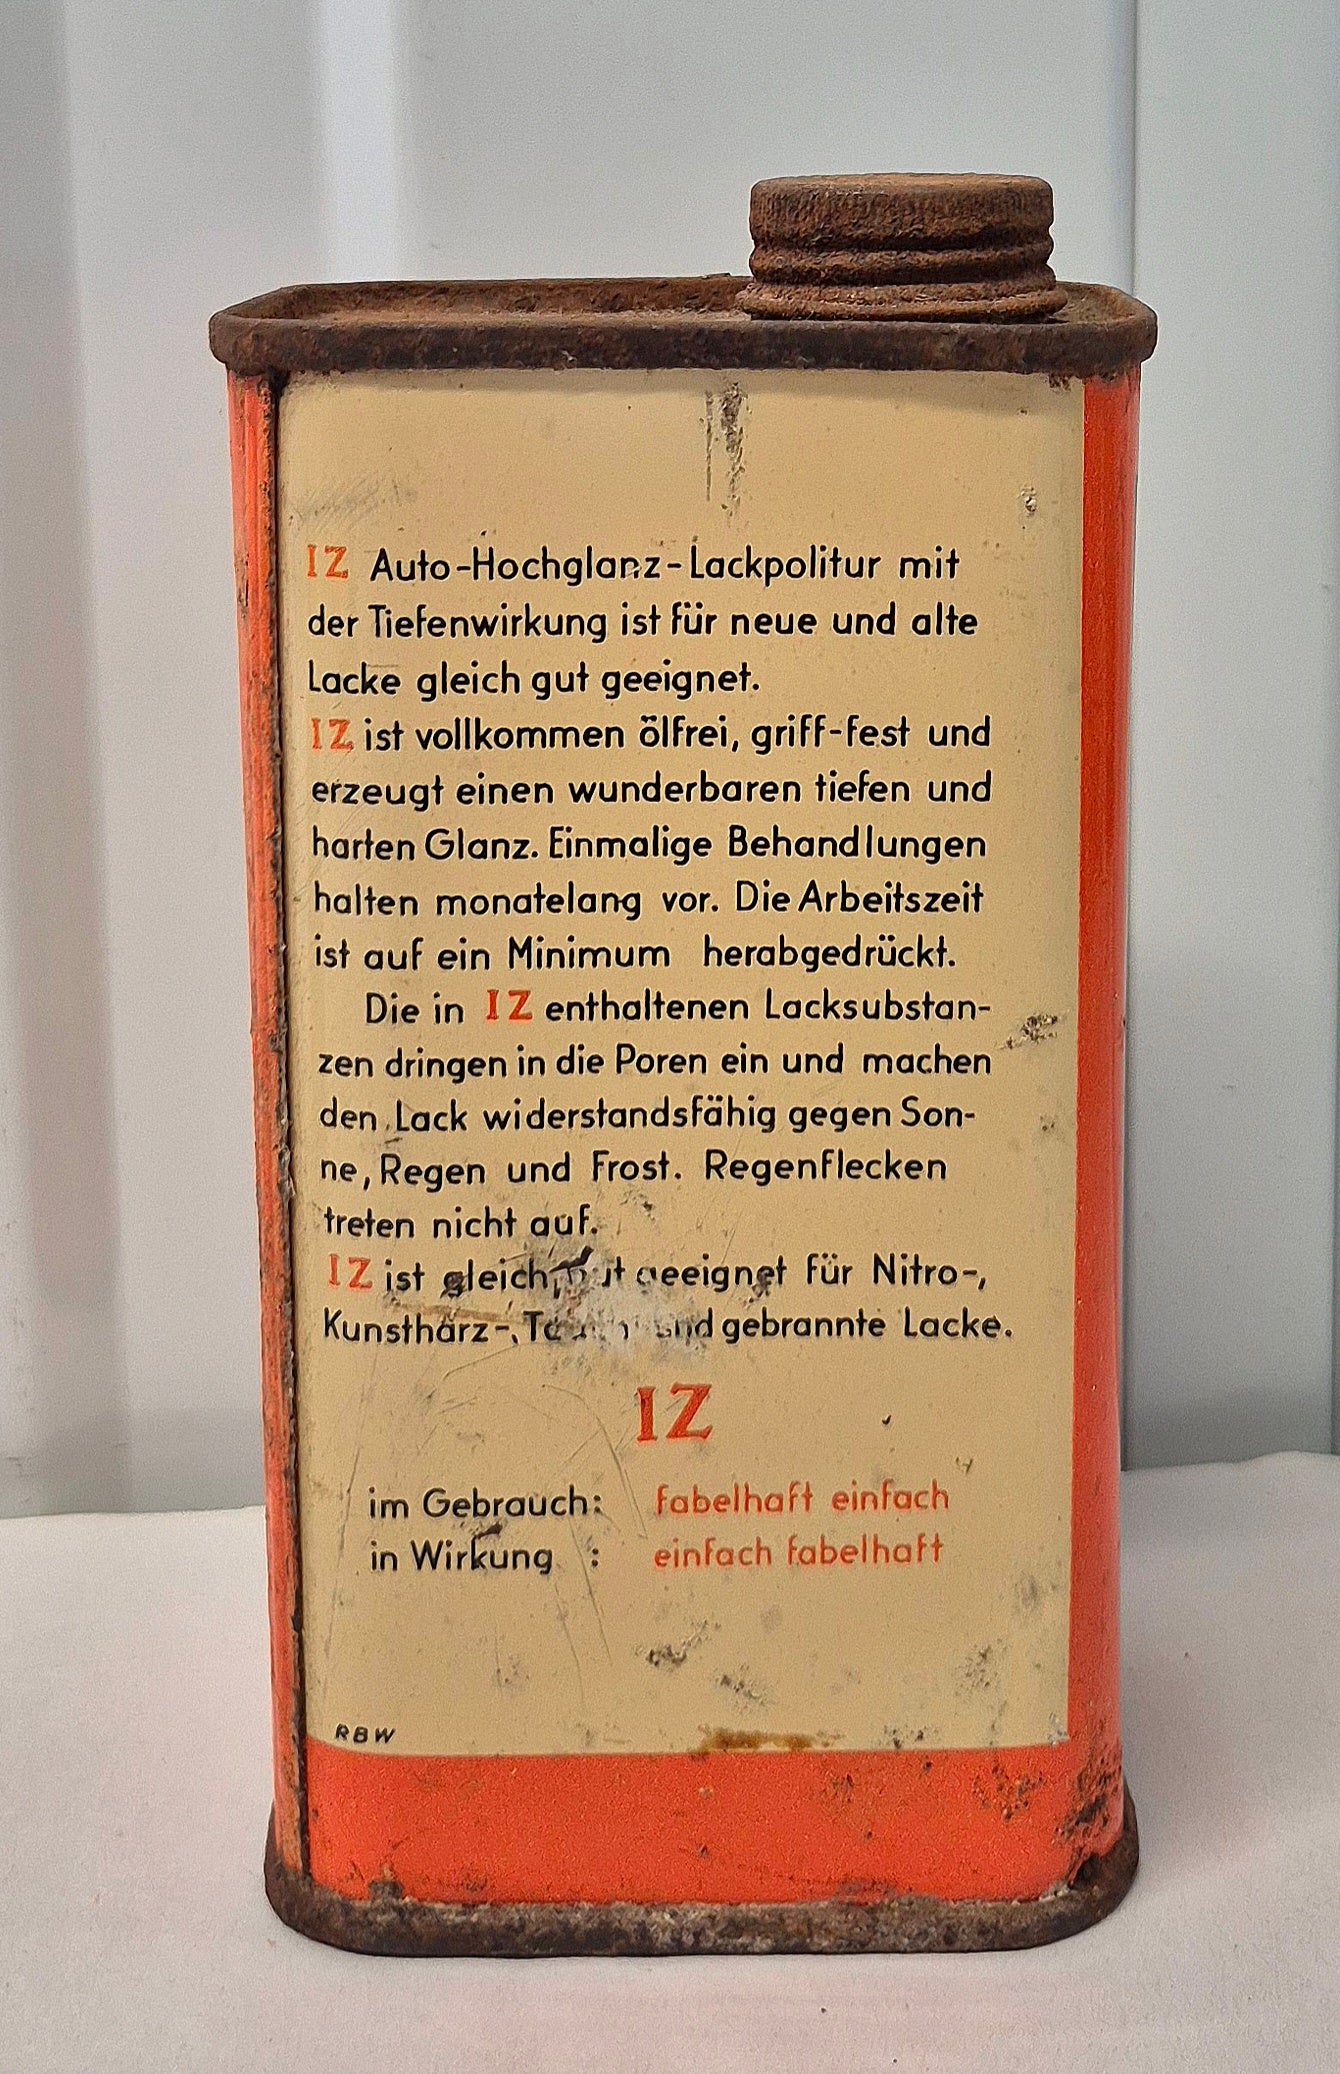 IZ Auto-Hochglanz-Lackpolitur mit
der Tiefenwirkung ist für neue und alte
Lacke gleich gut geeignet.
IZ ist vollkommen ölfrei, griff-fest und
erzeugt einen wunderbaren tiefen und
harten Glanz. Einmalige Behandlungen
halten monatelang vor. Die Arbeitszeit
ist auf ein Minimum herabgedrückt.
Die in IZ enthaltenen Lacksubstan-
zen dringen in die Poren ein und machen
den Lack widerstandsfähig gegen Son-
ne, Regen und Frost. Regenflecken
treten nicht auf.
IZ ist gleich gut geeignet für Nitro-,
Kunstharz-, und gebrannte Lacke.
IZ
im Gebrauch: fabelhaft einfach
in Wirkung : einfach fabelhaft
RBW